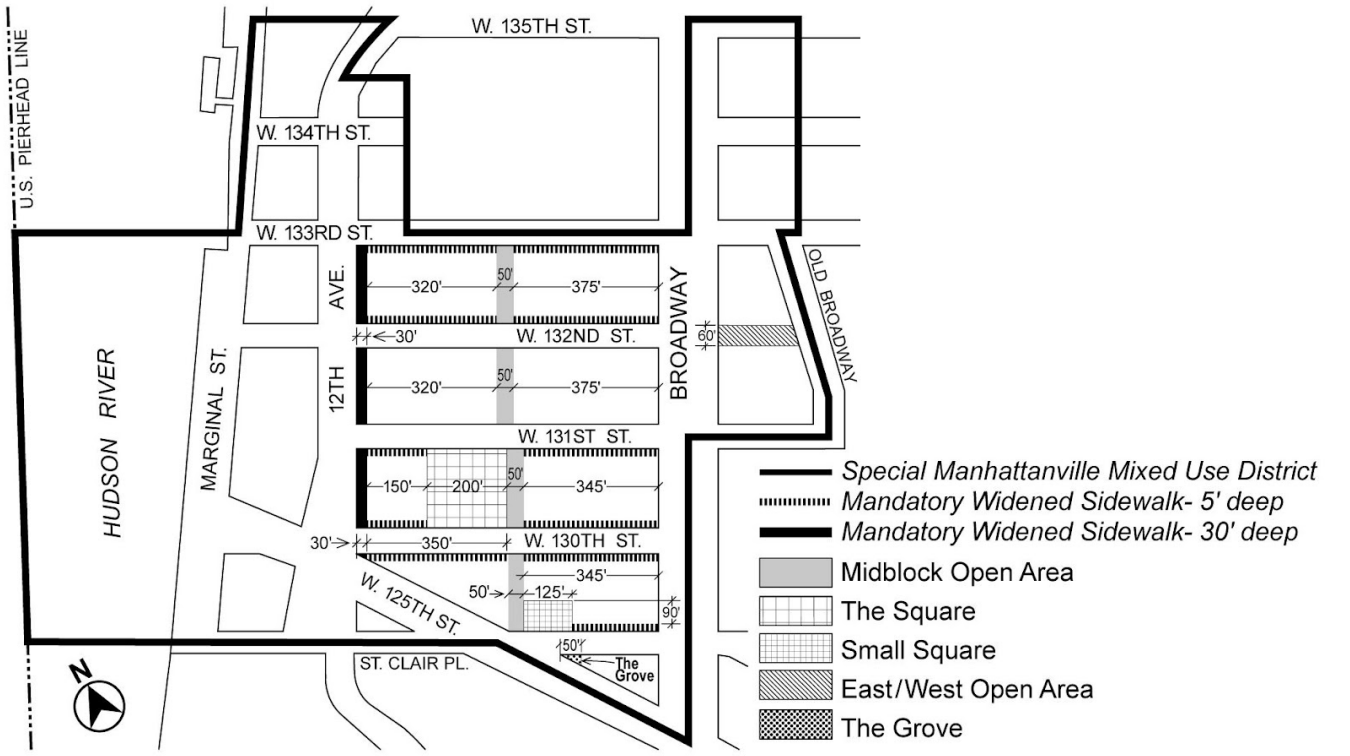 U.S. PIERHEAD LINE
W. 135TH ST.
W. 134TH ST.
W. 133RD ST.
320'
50'
375'
AVE.
30'
W. 132ND ST.
BROADWAY
60'
OLD BROADWAY
HUDSON RIVER
MARGINAL ST.
12TH
320'
50'
375'
W. 131ST ST.
150'
200'
50'
345'
30'
350'
W. 130TH ST.
345'
50'
125'
90'
W. 125TH ST.
50'
The
Grove
ST. CLAIR PL.
N
Special Manhattanville Mixed Use District
Mandatory Widened Sidewalk- 5' deep
Mandatory Widened Sidewalk- 30' deep
Midblock Open Area
The Square
Small Square
East/West Open Area
The Grove